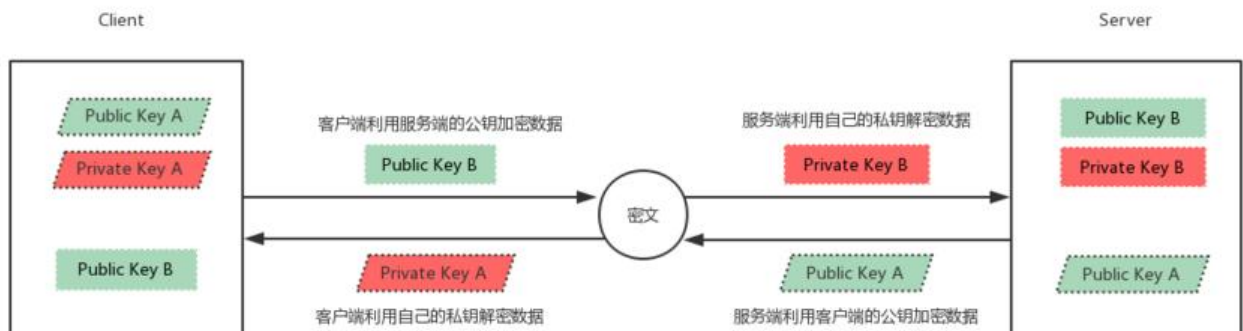 Client
Server
Public Key A
Private Key A
Public Key B
客户端利用服务端的公钥加密数据
Public Key B
服务端利用自己的私钥解密数据
Private Key B
密文
Private Key A
客户端利用自己的私钥解密数据
Public Key A
服务端利用客户端的公钥加密数据
Public Key B
Private Key B
Public Key A